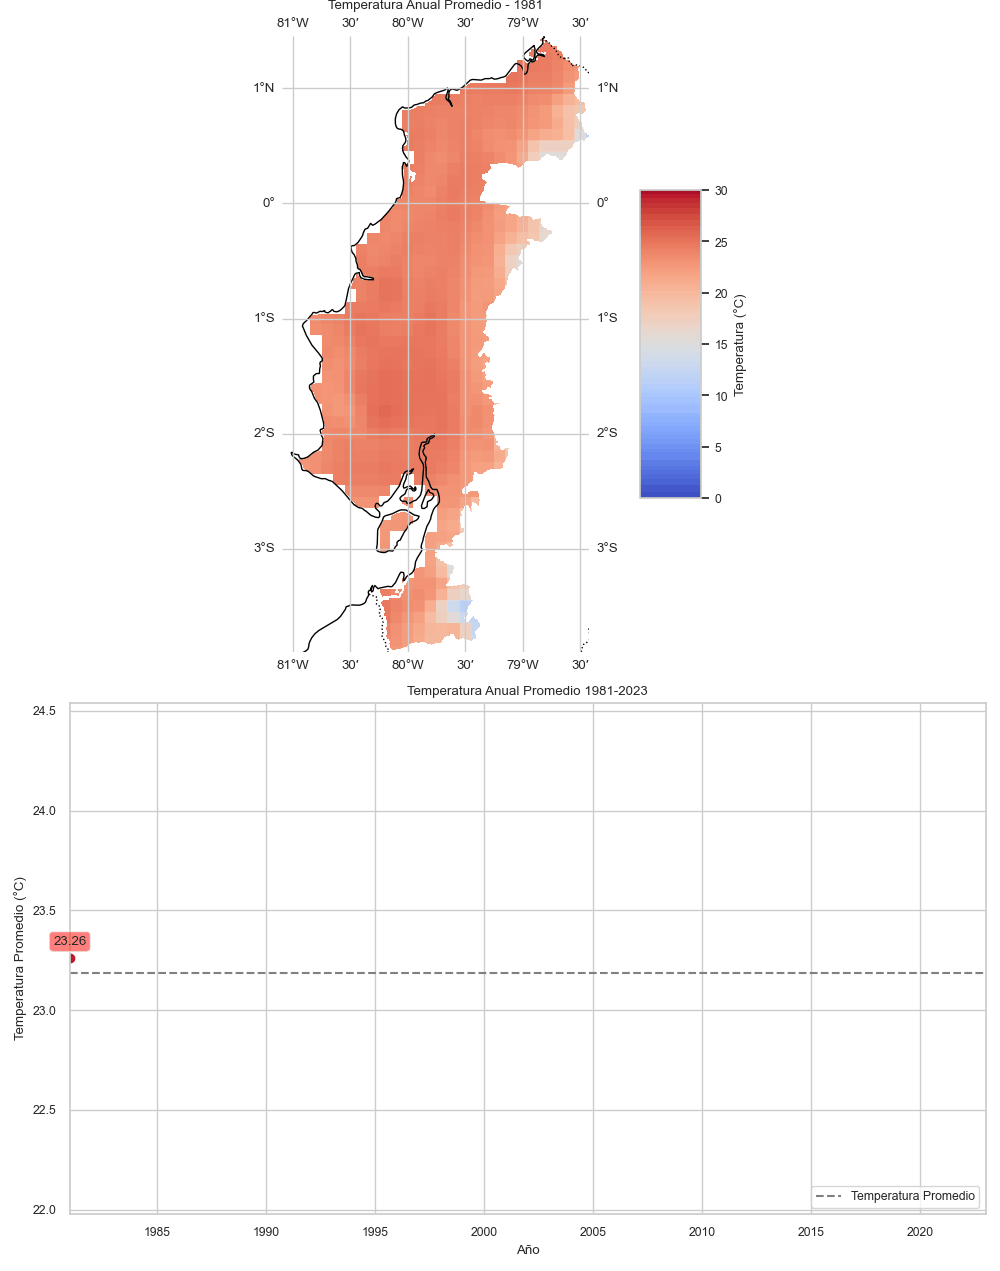 Temperatura Anual Promedio - 1981
81°W 30′ 80°W 30′ 79°W 30′
1°N 1°N
0° 0°
1°S 1°S
2°S 2°S
3°S 3°S
81°W 30′ 80°W 30′ 79°W 30′
30
25
20
15
10
5
0
Temperatura (°C)
Temperatura Anual Promedio 1981-2023
24.5
24.0
23.5
23.0
22.5
22.0
Temperatura Promedio (°C)
23.26
Temperatura Promedio
1985 1990 1995 2000 2005 2010 2015 2020
Año